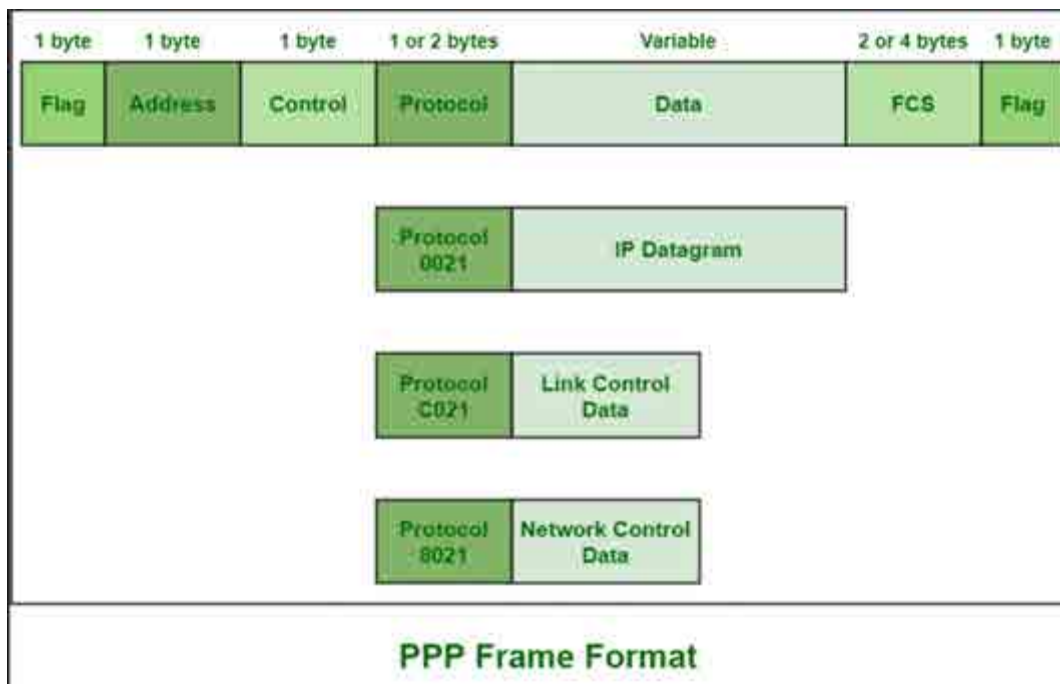 1 byte 1 byte 1 byte 1 or 2 bytes Variable 2 or 4 bytes 1 byte
Flag Address Control Protocol Data FCS Flag
Protocol
0021
IP Datagram
Protocol
C021
Link Control
Data
Protocol
8021
Network Control
Data
PPP Frame Format